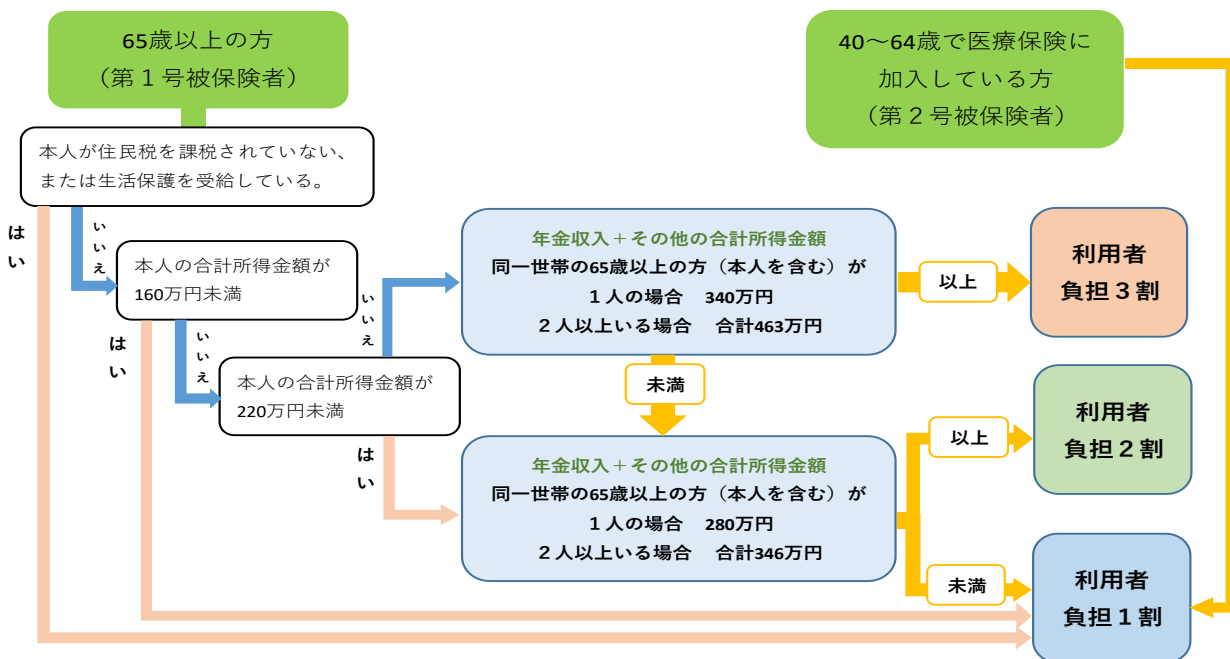 65歳以上の方
（第１号被保険者）
40～64歳で医療保険に
加入している方
（第２号被保険者）
本人が住民税を課税されていない、
または生活保護を受給している。
はい
いいえ
本人の合計所得金額が
160万円未満
はい
いいえ
本人の合計所得金額が
220万円未満
いいえ
はい
年金収入＋その他の合計所得金額
同一世帯の65歳以上の方（本人を含む）が
１人の場合　340万円
２人以上いる場合　合計463万円
以上
利用者
負担３割
未満
年金収入＋その他の合計所得金額
同一世帯の65歳以上の方（本人を含む）が
１人の場合　280万円
２人以上いる場合　合計346万円
以上
利用者
負担２割
未満
利用者
負担１割